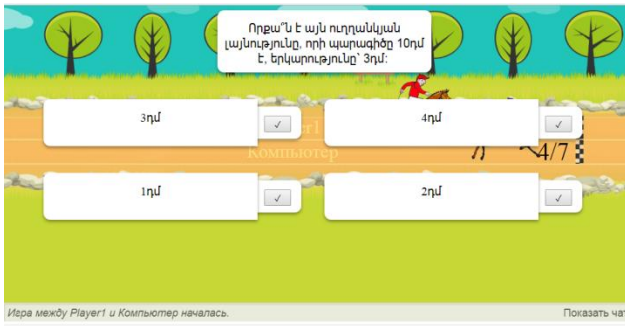 Որքա՞ն է այն ուղղանկյան
լայնությունը, որի պարագիծը 10դմ
է, երկարությունը՝ 3դմ:
3դմ
4դմ
Компьютер
4/7
1դմ
2դմ
Игра между Player1 и Компьютер началась.
Показать чат